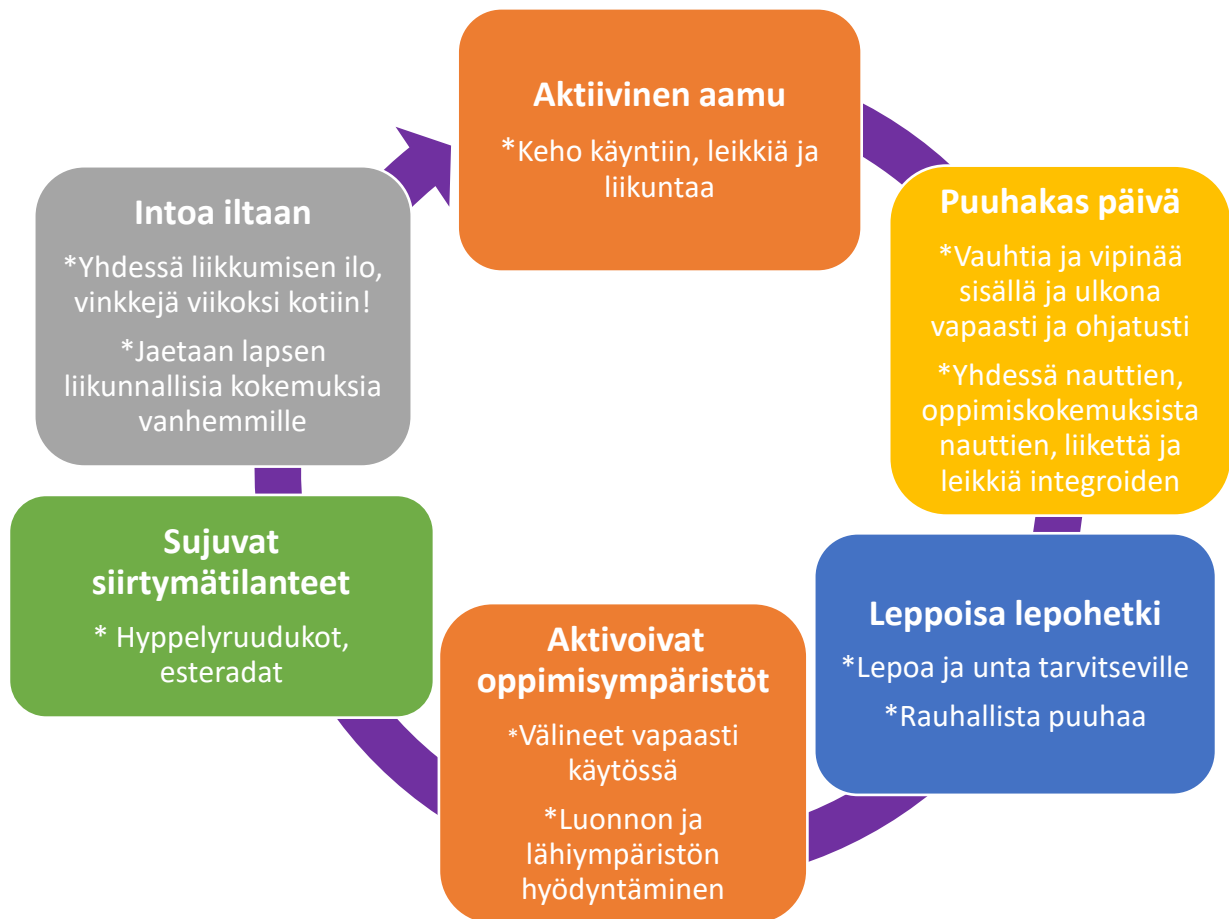 Aktiivinen aamu
*Keho käyntiin, leikkiä ja
liikuntaa
Puuhakas päivä
*Vauhtia ja vipinää
sisällä ja ulkona
vapaasti ja ohjatusti
*Yhdessä nauttien,
oppimiskokemuksista
nauttien, liikettä ja
leikkiä integroiden
Leppoisa lepohetki
*Lepoa ja unta tarvitseville
*Rauhallista puuhaa
Aktivoivat
oppimisympäristöt
*Välineet vapaasti
käytössä
*Luonnon ja
lähiympäristön
hyödyntäminen
Sujuvat
siirtymätilanteet
* Hyppelyruudukot,
esteradat
Intoa iltaan
*Yhdessä liikkumisen ilo,
vinkkejä viikoksi kotiin!
*Jaetaan lapsen
liikunnallisia kokemuksia
vanhemmille